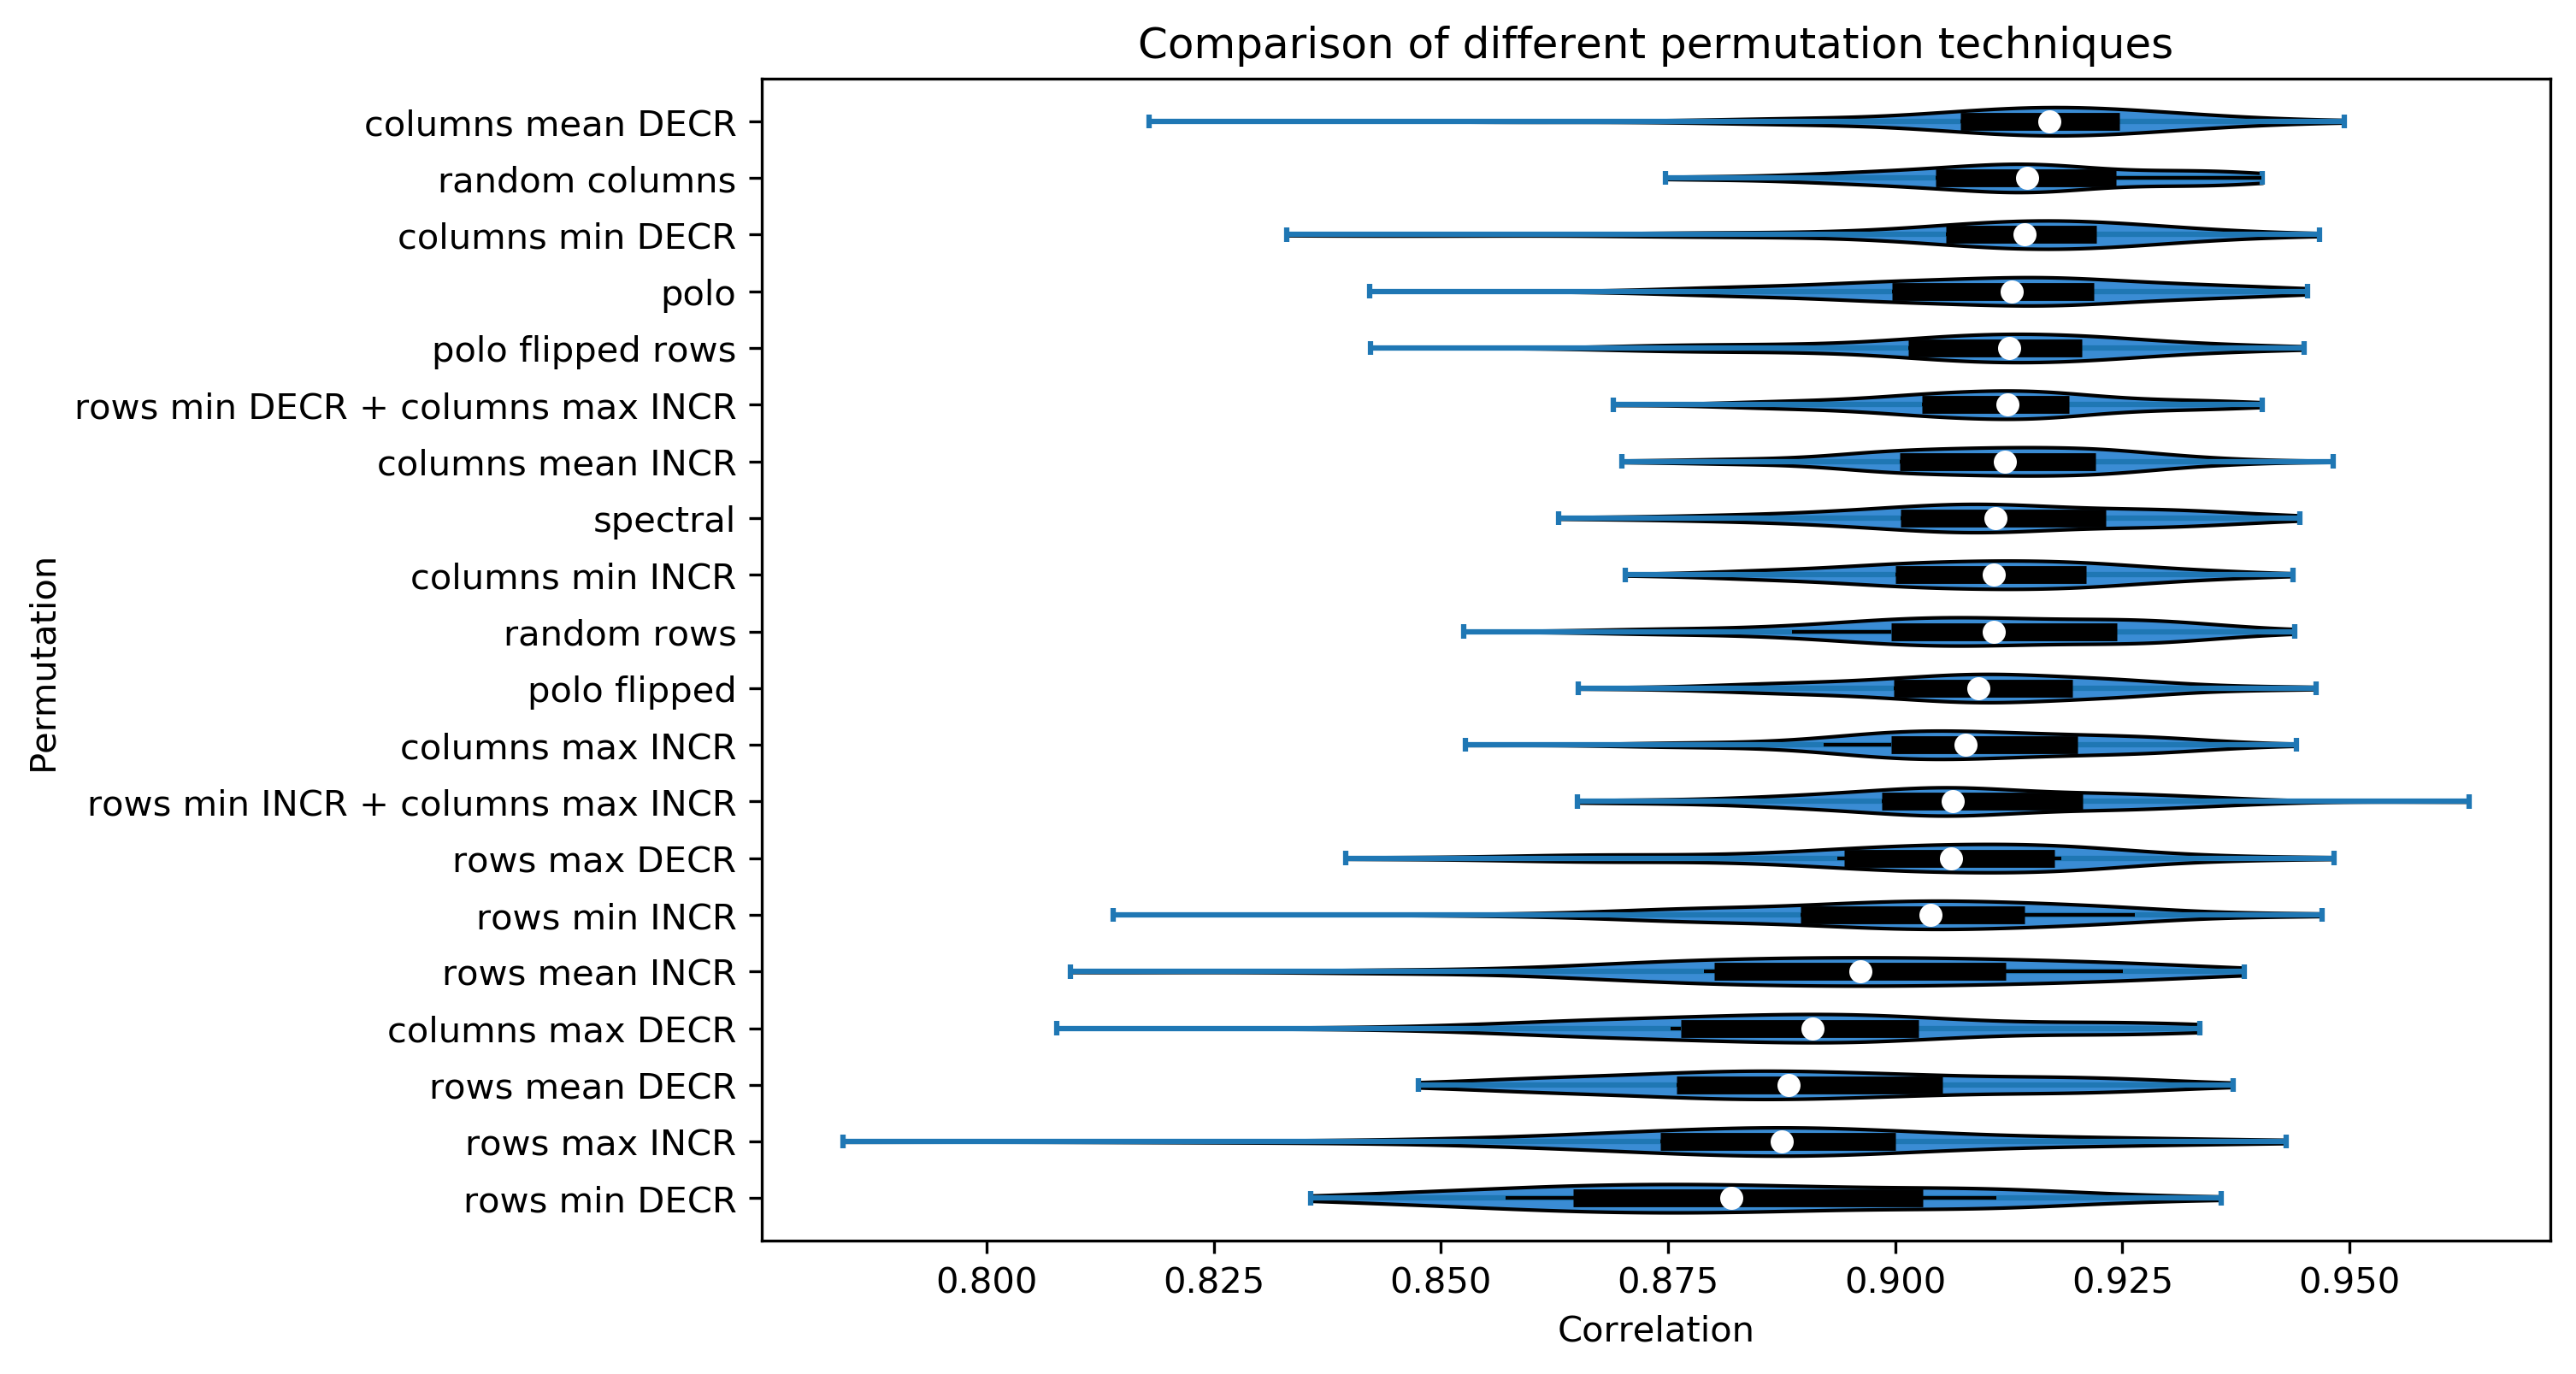 Comparison of different permutation techniques
Permutation
columns mean DECR
random columns
columns min DECR
polo
polo flipped rows
rows min DECR + columns max INCR
columns mean INCR
spectral
columns min INCR
random rows
polo flipped
columns max INCR
rows min INCR + columns max INCR
rows max DECR
rows min INCR
rows mean INCR
columns max DECR
rows mean DECR
rows max INCR
rows min DECR
0.800 0.825 0.850 0.875 0.900 0.925 0.950
Correlation